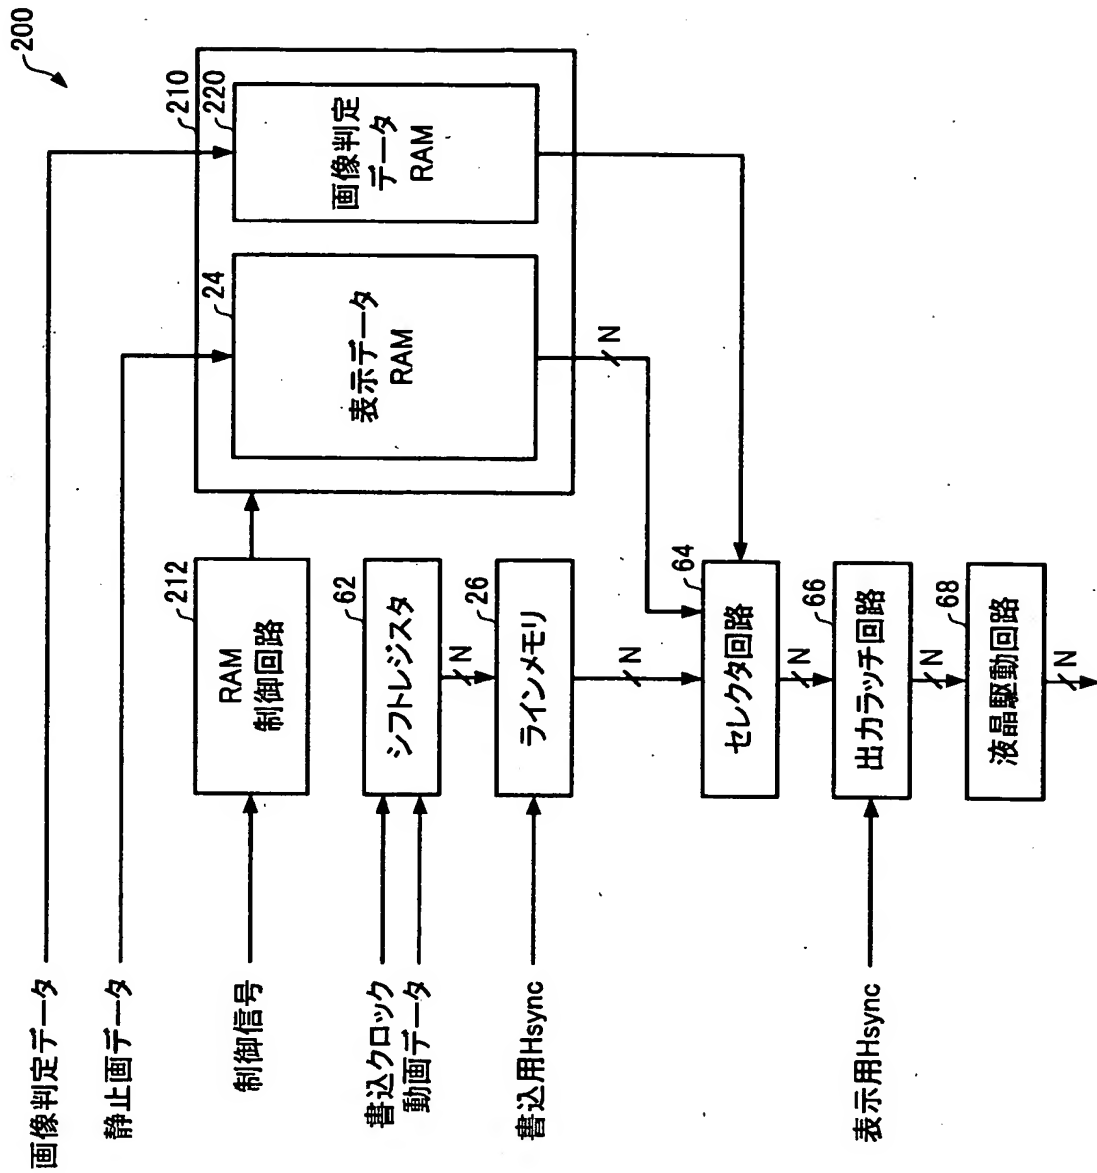 200
画像判定データ
静止画データ
210
220
画像判定
データ
RAM
24
表示データ
RAM
N
制御信号
212
RAM
制御回路
書込クロック
動画データ
62
シフトレジスタ
N
書込用Hsync
26
ラインメモリ
N
64
セレクタ回路
N
表示用Hsync
66
出力ラッチ回路
N
68
液晶駆動回路
N